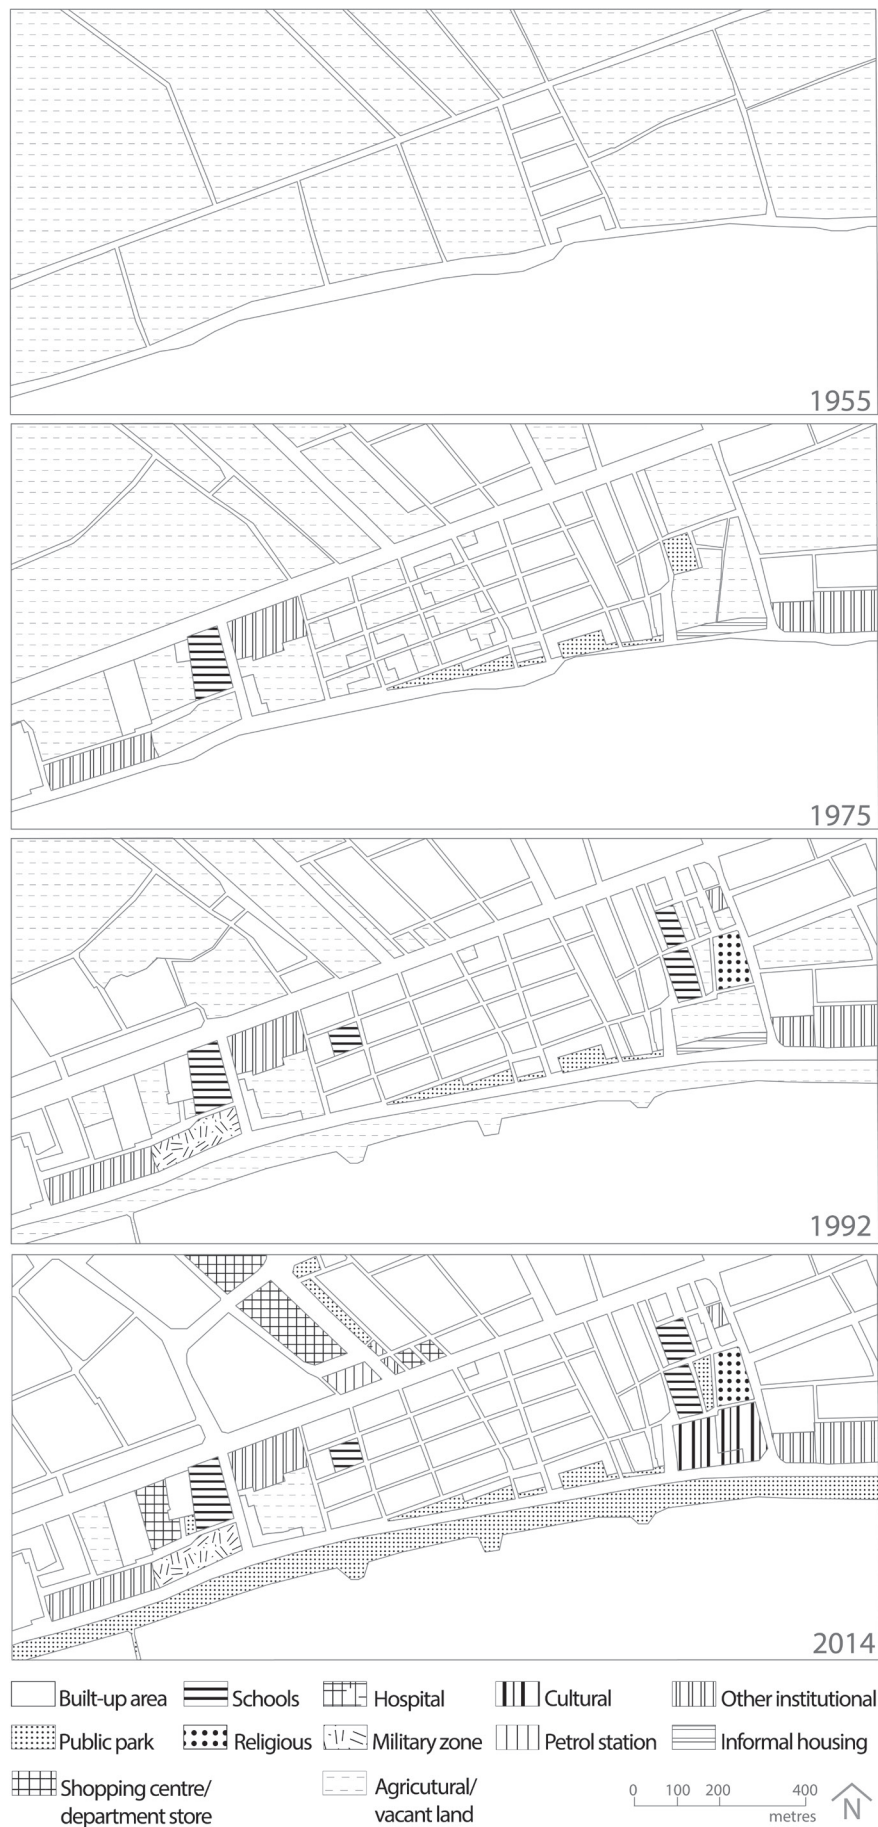 1955
1975
1992
2014
Built-up area
Schools
Hospital
Cultural
Other institutional
Public park
Religious
Military zone
Petrol station
Informal housing
Shopping centre/
department store
Agricutural/
vacant land
0 100 200 400
metres
N